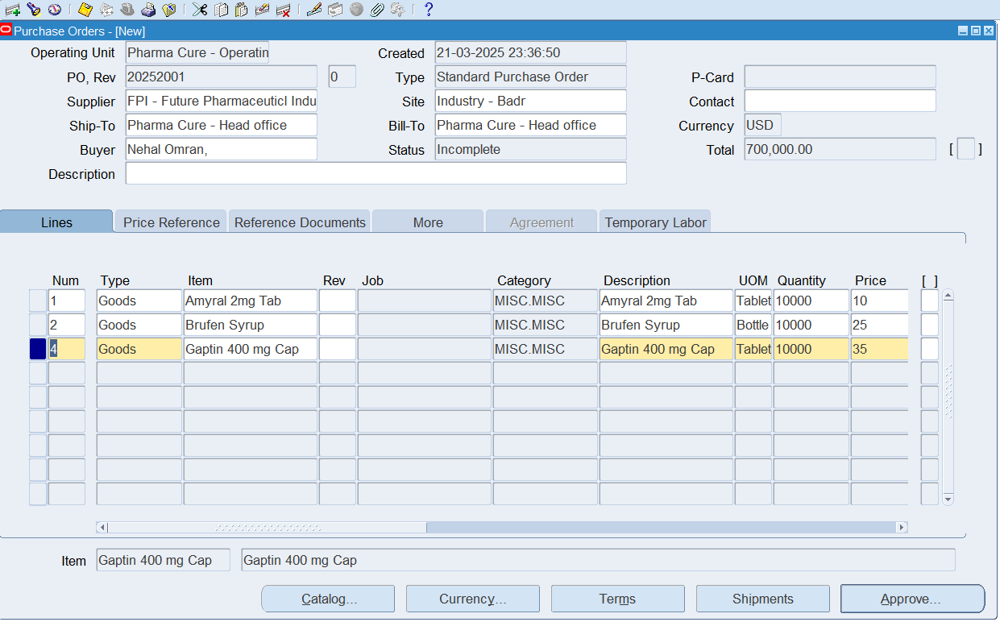 Purchase Orders - [New]
Operating Unit Pharma Cure - Operatin Created 21-03-2025 23:36:50
PO, Rev 20252001 0 Type Standard Purchase Order P-Card
Supplier FPI - Future Pharmaceuticl Indu Site Industry - Badr Contact
Ship-To Pharma Cure - Head office Bill-To Pharma Cure - Head office Currency USD
Buyer Nehal Omran, Status Incomplete Total 700,000.00 [ ]
Description
Lines Price Reference Reference Documents More Agreement Temporary Labor
Num Type Item Rev Job Category Description UOM Quantity Price [ ]
1 Goods Amyral 2mg Tab MISC.MISC Amyral 2mg Tab Tablet 10000 10
2 Goods Brufen Syrup MISC.MISC Brufen Syrup Bottle 10000 25
4 Goods Gaptin 400 mg Cap MISC.MISC Gaptin 400 mg Cap Tablet 10000 35
Item Gaptin 400 mg Cap Gaptin 400 mg Cap
Catalog... Currency... Terms Shipments Approve...